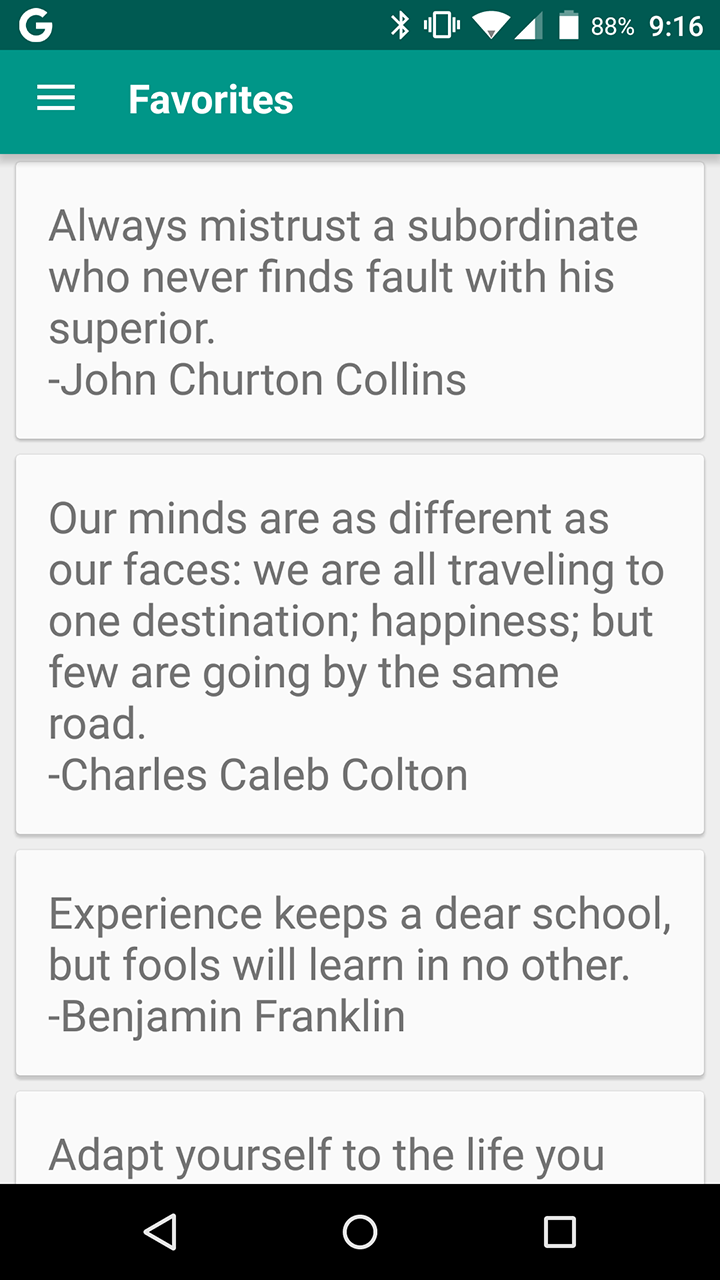 G
88% 9:16
Favorites
Always mistrust a subordinate
who never finds fault with his
superior.
-John Churton Collins
Our minds are as different as
our faces: we are all traveling to
one destination; happiness; but
few are going by the same
road.
-Charles Caleb Colton
Experience keeps a dear school,
but fools will learn in no other.
-Benjamin Franklin
Adapt yourself to the life you